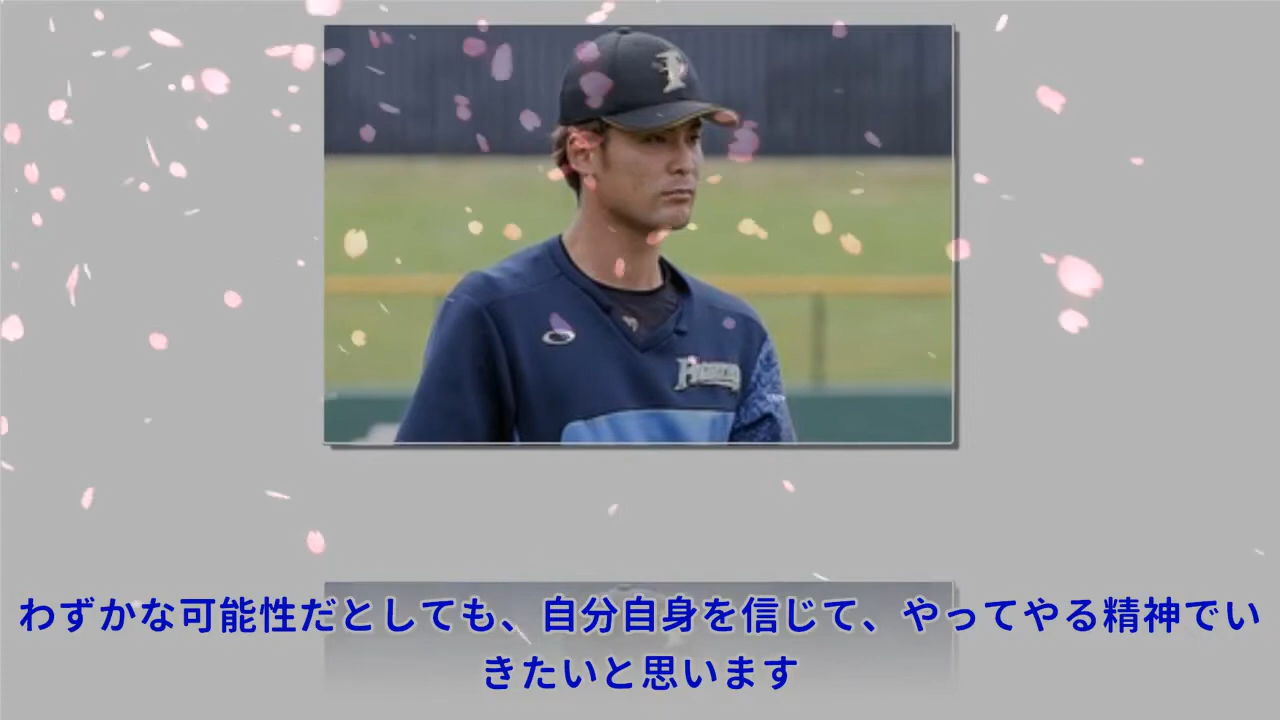 FIGHTERS
わずかな可能性だとしても、自分自身を信じて、やってやる精神でい
きたいと思います